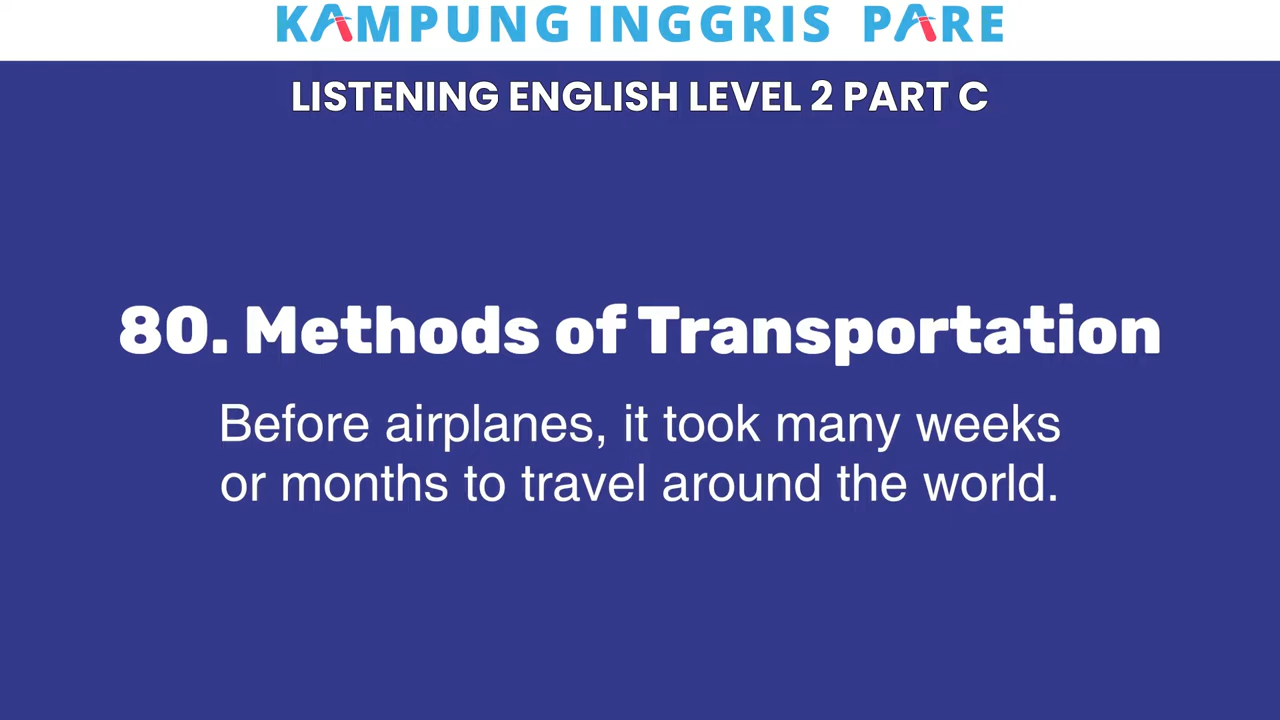 KAMPUNG INGGRIS PARE
LISTENING ENGLISH LEVEL 2 PART C
80. Methods of Transportation
Before airplanes, it took many weeks
or months to travel around the world.